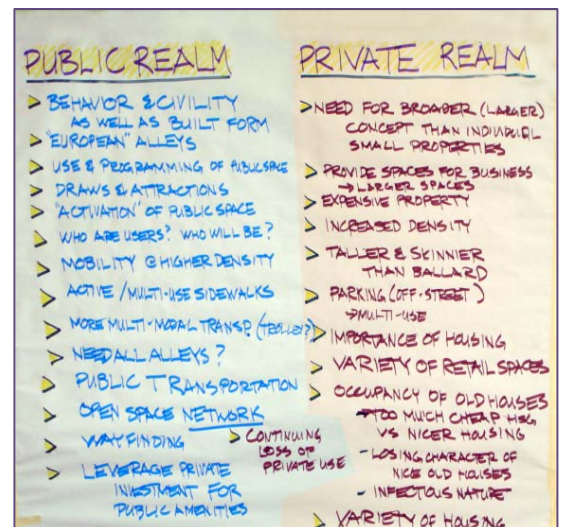 PUBLIC REALM
BEHAVIOR & CIVILITY
AS WELL AS BUILT FORM
"EUROPEAN" ALLEYS
USE & PROGRAMMING OF PUBLIC SPACE
DRAWS & ATTRACTIONS
"ACTIVATION" OF PUBLIC SPACE
WHO ARE USERS? WHO WILL BE?
MOBILITY @ HIGHER DENSITY
ACTIVE / MULTI-USE SIDEWALKS
MORE MULTI-MODAL TRANSP. (TROLLEY?)
NEED ALL ALLEYS?
PUBLIC TRANSPORTATION
OPEN SPACE NETWORK
WAY FINDING
LEVERAGE PRIVATE
INVESTMENT FOR
PUBLIC AMENITIES
CONTINUING
LOSS OF
PRIVATE USE
PRIVATE REALM
NEED FOR BROADER (LARGER)
CONCEPT THAN INDIVIDUAL
SMALL PROPERTIES
PROVIDE SPACES FOR BUSINESS
→ LARGER SPACES
EXPENSIVE PROPERTY
INCREASED DENSITY
TALLER & SKINNIER
THAN BALLARD
PARKING (OFF-STREET)
→ MULTI-USE
IMPORTANCE OF HOUSING
VARIETY OF RETAIL SPACES
OCCUPANCY OF OLD HOUSES
TOO MUCH CHEAP HSG
VS NICER HOUSING
- LOSING CHARACTER OF
NICE OLD HOUSES
- INFECTOUS NATURE
VARIETY OF HOUSING